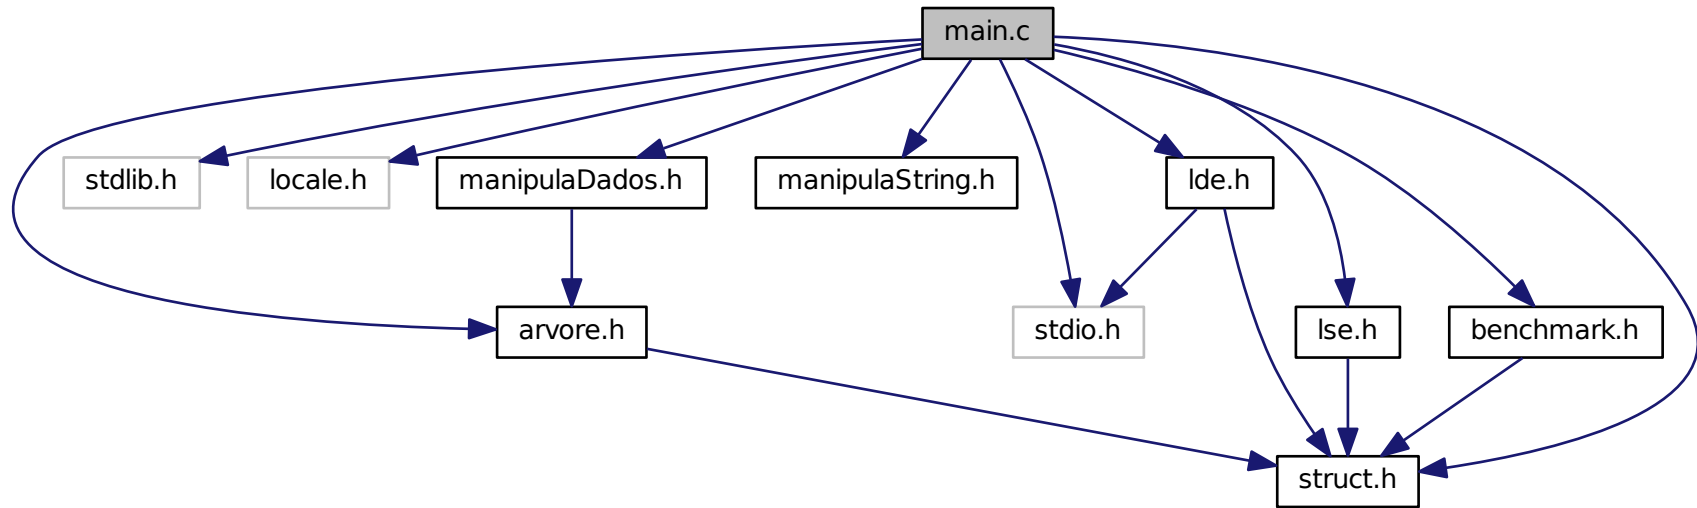 main.c
stdlib.h
locale.h
manipulaDados.h
manipulaString.h
lde.h
arvore.h
stdio.h
lse.h
benchmark.h
struct.h